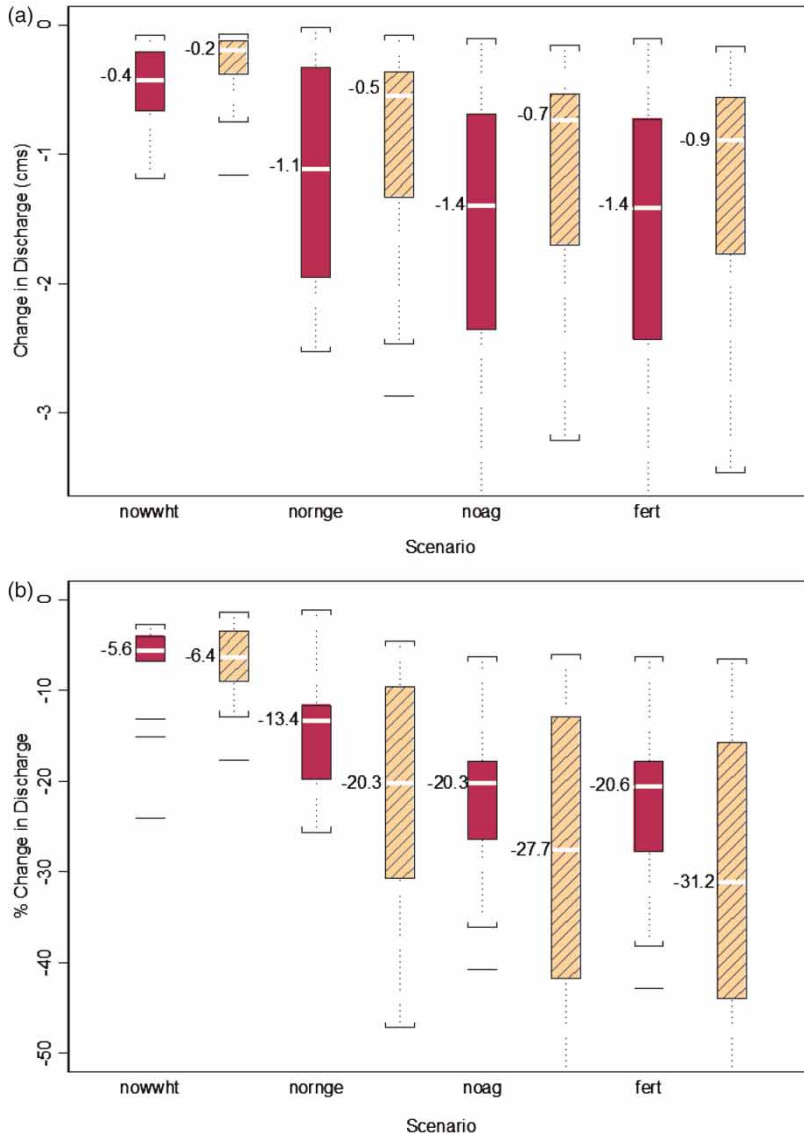 (a)
0
-1
-2
-3
Change in Discharge (cms)
-0.4
-0.2
-1.1
-0.5
-1.4
-0.7
-1.4
-0.9
nowwht
nornge
noag
fert
Scenario
(b)
0
-10
-20
-30
-40
-50
% Change in Discharge
-5.6
-6.4
-13.4
-20.3
-20.3
-27.7
-20.6
-31.2
nowwht
nornge
noag
fert
Scenario